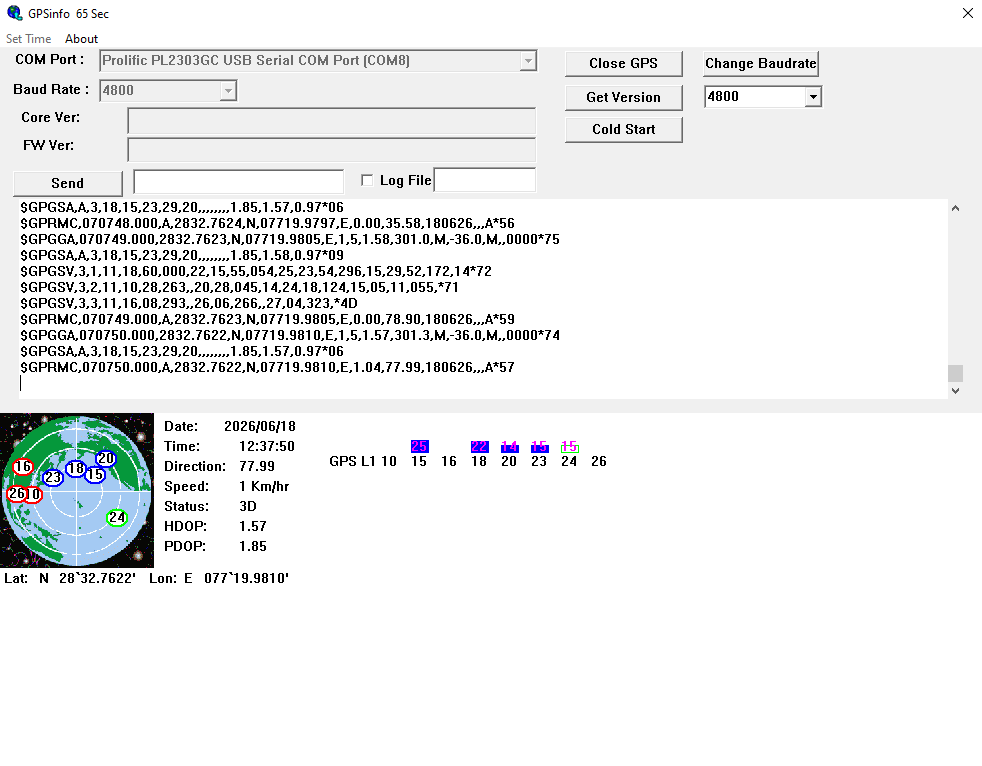 GPSinfo 65 Sec
Set Time About
COM Port : Prolific PL2303GC USB Serial COM Port (COM8) Close GPS Change Baudrate
Baud Rate : 4800 Get Version 4800
Core Ver: Cold Start
FW Ver:
Send Log File
$GPGSA,A,3,18,15,23,29,20,,,,,,,,1.85,1.57,0.97*06
$GPRMC,070748.000,A,2832.7624,N,07719.9797,E,0.00,35.58,180626,,,A*56
$GPGGA,070749.000,2832.7623,N,07719.9805,E,1,5,1.58,301.0,M,-36.0,M,,0000*75
$GPGSA,A,3,18,15,23,29,20,,,,,,,,1.85,1.58,0.97*09
$GPGSV,3,1,11,18,60,000,22,15,55,054,25,23,54,296,15,29,52,172,14*72
$GPGSV,3,2,11,10,28,263,,20,28,045,14,24,18,124,15,05,11,055,*71
$GPGSV,3,3,11,16,08,293,,26,06,266,,27,04,323,*4D
$GPRMC,070749.000,A,2832.7623,N,07719.9805,E,0.00,78.90,180626,,,A*59
$GPGGA,070750.000,2832.7622,N,07719.9810,E,1,5,1.57,301.3,M,-36.0,M,,0000*74
$GPGSA,A,3,18,15,23,29,20,,,,,,,,1.85,1.57,0.97*06
$GPRMC,070750.000,A,2832.7622,N,07719.9810,E,1.04,77.99,180626,,,A*57
16 23 18 15 20 26 10 24
Date: 2026/06/18
Time: 12:37:50
Direction: 77.99
Speed: 1 Km/hr
Status: 3D
HDOP: 1.57
PDOP: 1.85
25 22 14 15 15
GPS L1 10 15 16 18 20 23 24 26
Lat: N 28`32.7622' Lon: E 077`19.9810'